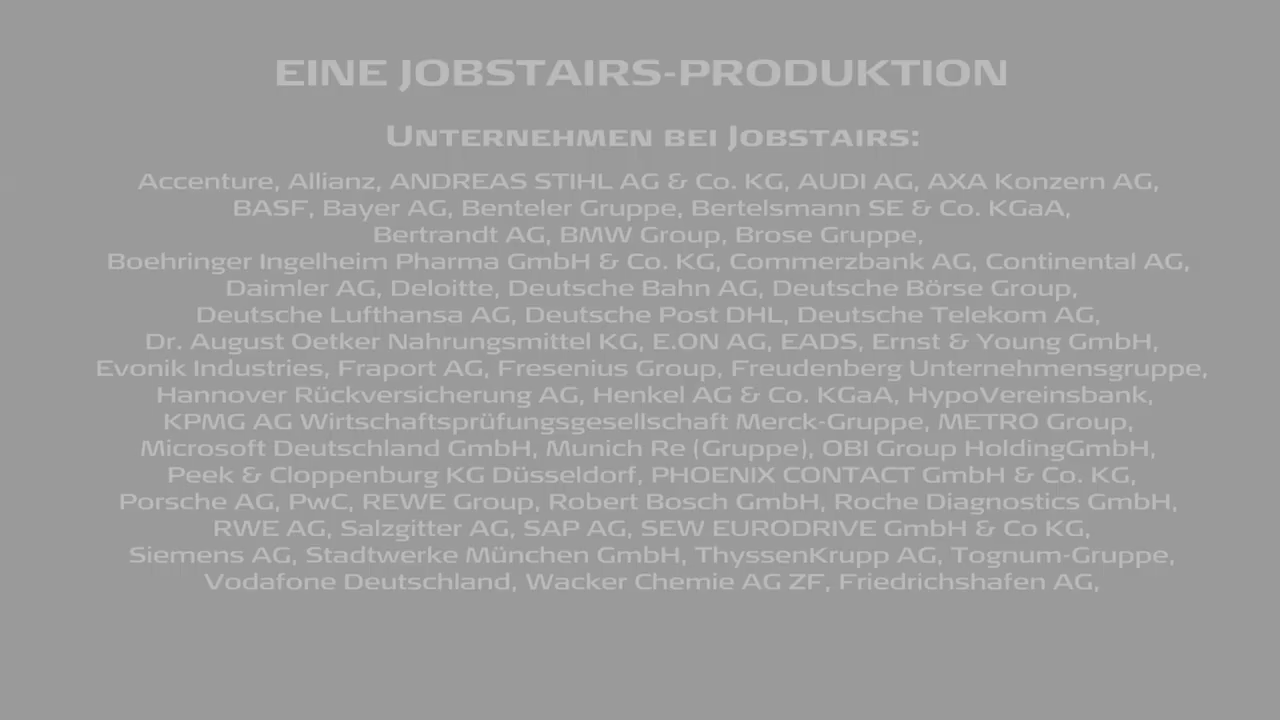 EINE JOBSTAIRS-PRODUKTION
UNTERNEHMEN BEI JOBSTAIRS:
Accenture, Allianz, ANDREAS STIHL AG & Co. KG, AUDI AG, AXA Konzern AG,
BASF, Bayer AG, Benteler Gruppe, Bertelsmann SE & Co. KGaA,
Bertrandt AG, BMW Group, Brose Gruppe,
Boehringer Ingelheim Pharma GmbH & Co. KG, Commerzbank AG, Continental AG,
Daimler AG, Deloitte, Deutsche Bahn AG, Deutsche Börse Group,
Deutsche Lufthansa AG, Deutsche Post DHL, Deutsche Telekom AG,
Dr. August Oetker Nahrungsmittel KG, E.ON AG, EADS, Ernst & Young GmbH,
Evonik Industries, Fraport AG, Fresenius Group, Freudenberg Unternehmensgruppe,
Hannover Rückversicherung AG, Henkel AG & Co. KGaA, HypoVereinsbank,
KPMG AG Wirtschaftsprüfungsgesellschaft Merck-Gruppe, METRO Group,
Microsoft Deutschland GmbH, Munich Re (Gruppe), OBI Group HoldingGmbH,
Peek & Cloppenburg KG Düsseldorf, PHOENIX CONTACT GmbH & Co. KG,
Porsche AG, PwC, REWE Group, Robert Bosch GmbH, Roche Diagnostics GmbH,
RWE AG, Salzgitter AG, SAP AG, SEW EURODRIVE GmbH & Co KG,
Siemens AG, Stadtwerke München GmbH, ThyssenKrupp AG, Tognum-Gruppe,
Vodafone Deutschland, Wacker Chemie AG ZF, Friedrichshafen AG,